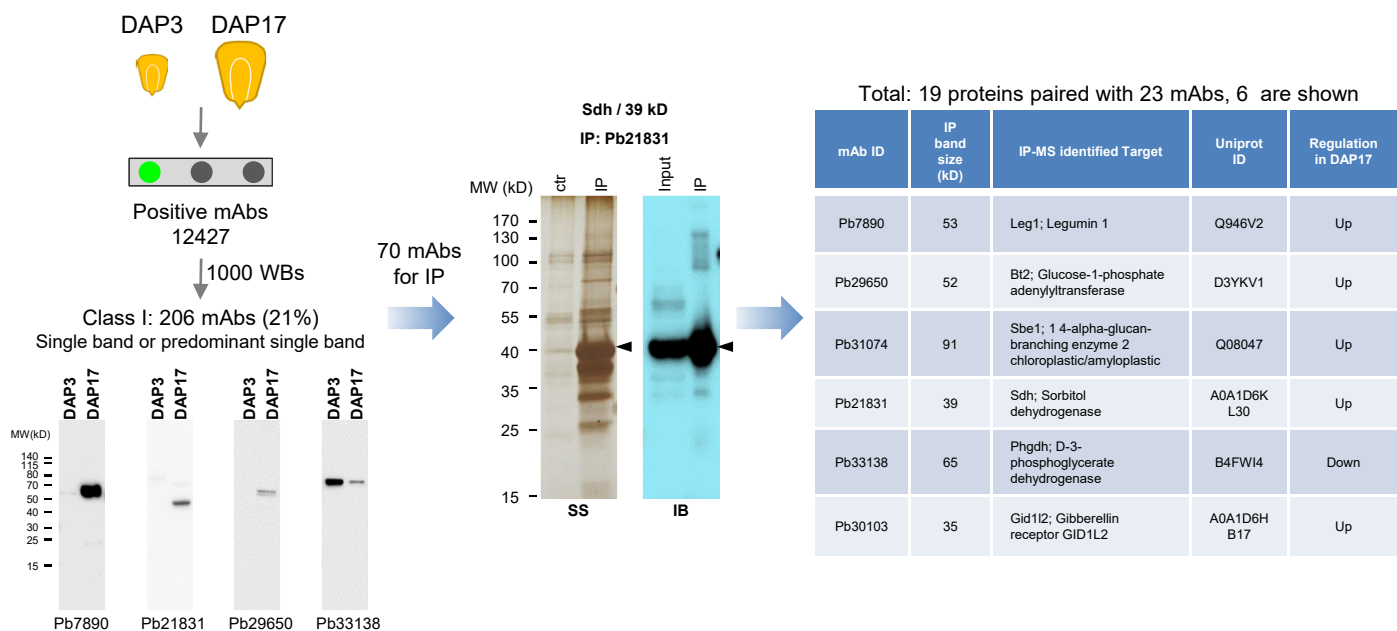 DAP3 DAP17
Positive mAbs
12427
1000 WBs
Class I: 206 mAbs (21%)
Single band or predominant single band
DAP3 DAP17 DAP3 DAP17 DAP3 DAP17 DAP3 DAP17
MW(kD)
140
115
80
70
50
40
30
25
15
Pb7890 Pb21831 Pb29650 Pb33138
70 mAbs
for IP
Sdh / 39 kD
IP: Pb21831
MW (kD) ctr IP Input IP
170
130
100
70
55
40
35
25
15
SS IB
Total: 19 proteins paired with 23 mAbs, 6 are shown
mAb ID
IP
band
size
(kD)
IP-MS identified Target
Uniprot
ID
Regulation
in DAP17
Pb7890 53 Leg1; Legumin 1 Q946V2 Up
Pb29650 52 Bt2; Glucose-1-phosphate
adenylyltransferase D3YKV1 Up
Pb31074 91 Sbe1; 1 4-alpha-glucan-
branching enzyme 2
chloroplastic/amyloplastic Q08047 Up
Pb21831 39 Sdh; Sorbitol
dehydrogenase A0A1D6K
L30 Up
Pb33138 65 Phgdh; D-3-
phosphoglycerate
dehydrogenase B4FWI4 Down
Pb30103 35 Gid1l2; Gibberellin
receptor GID1L2 A0A1D6H
B17 Up